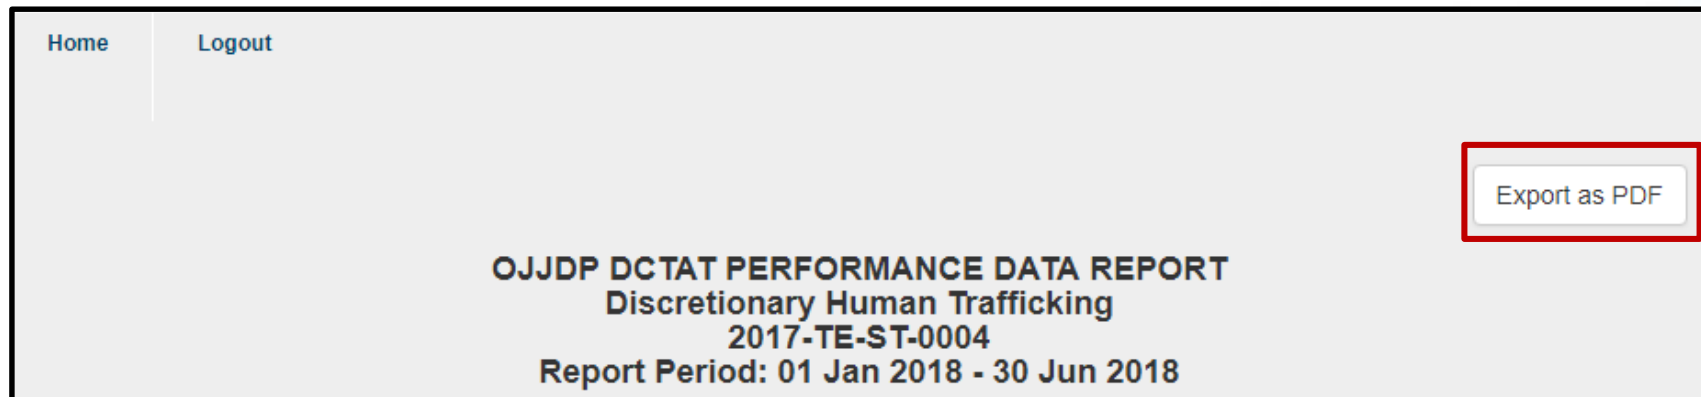 Home Logout
Export as PDF
OJJDP DCTAT PERFORMANCE DATA REPORT
Discretionary Human Trafficking
2017-TE-ST-0004
Report Period: 01 Jan 2018 - 30 Jun 2018